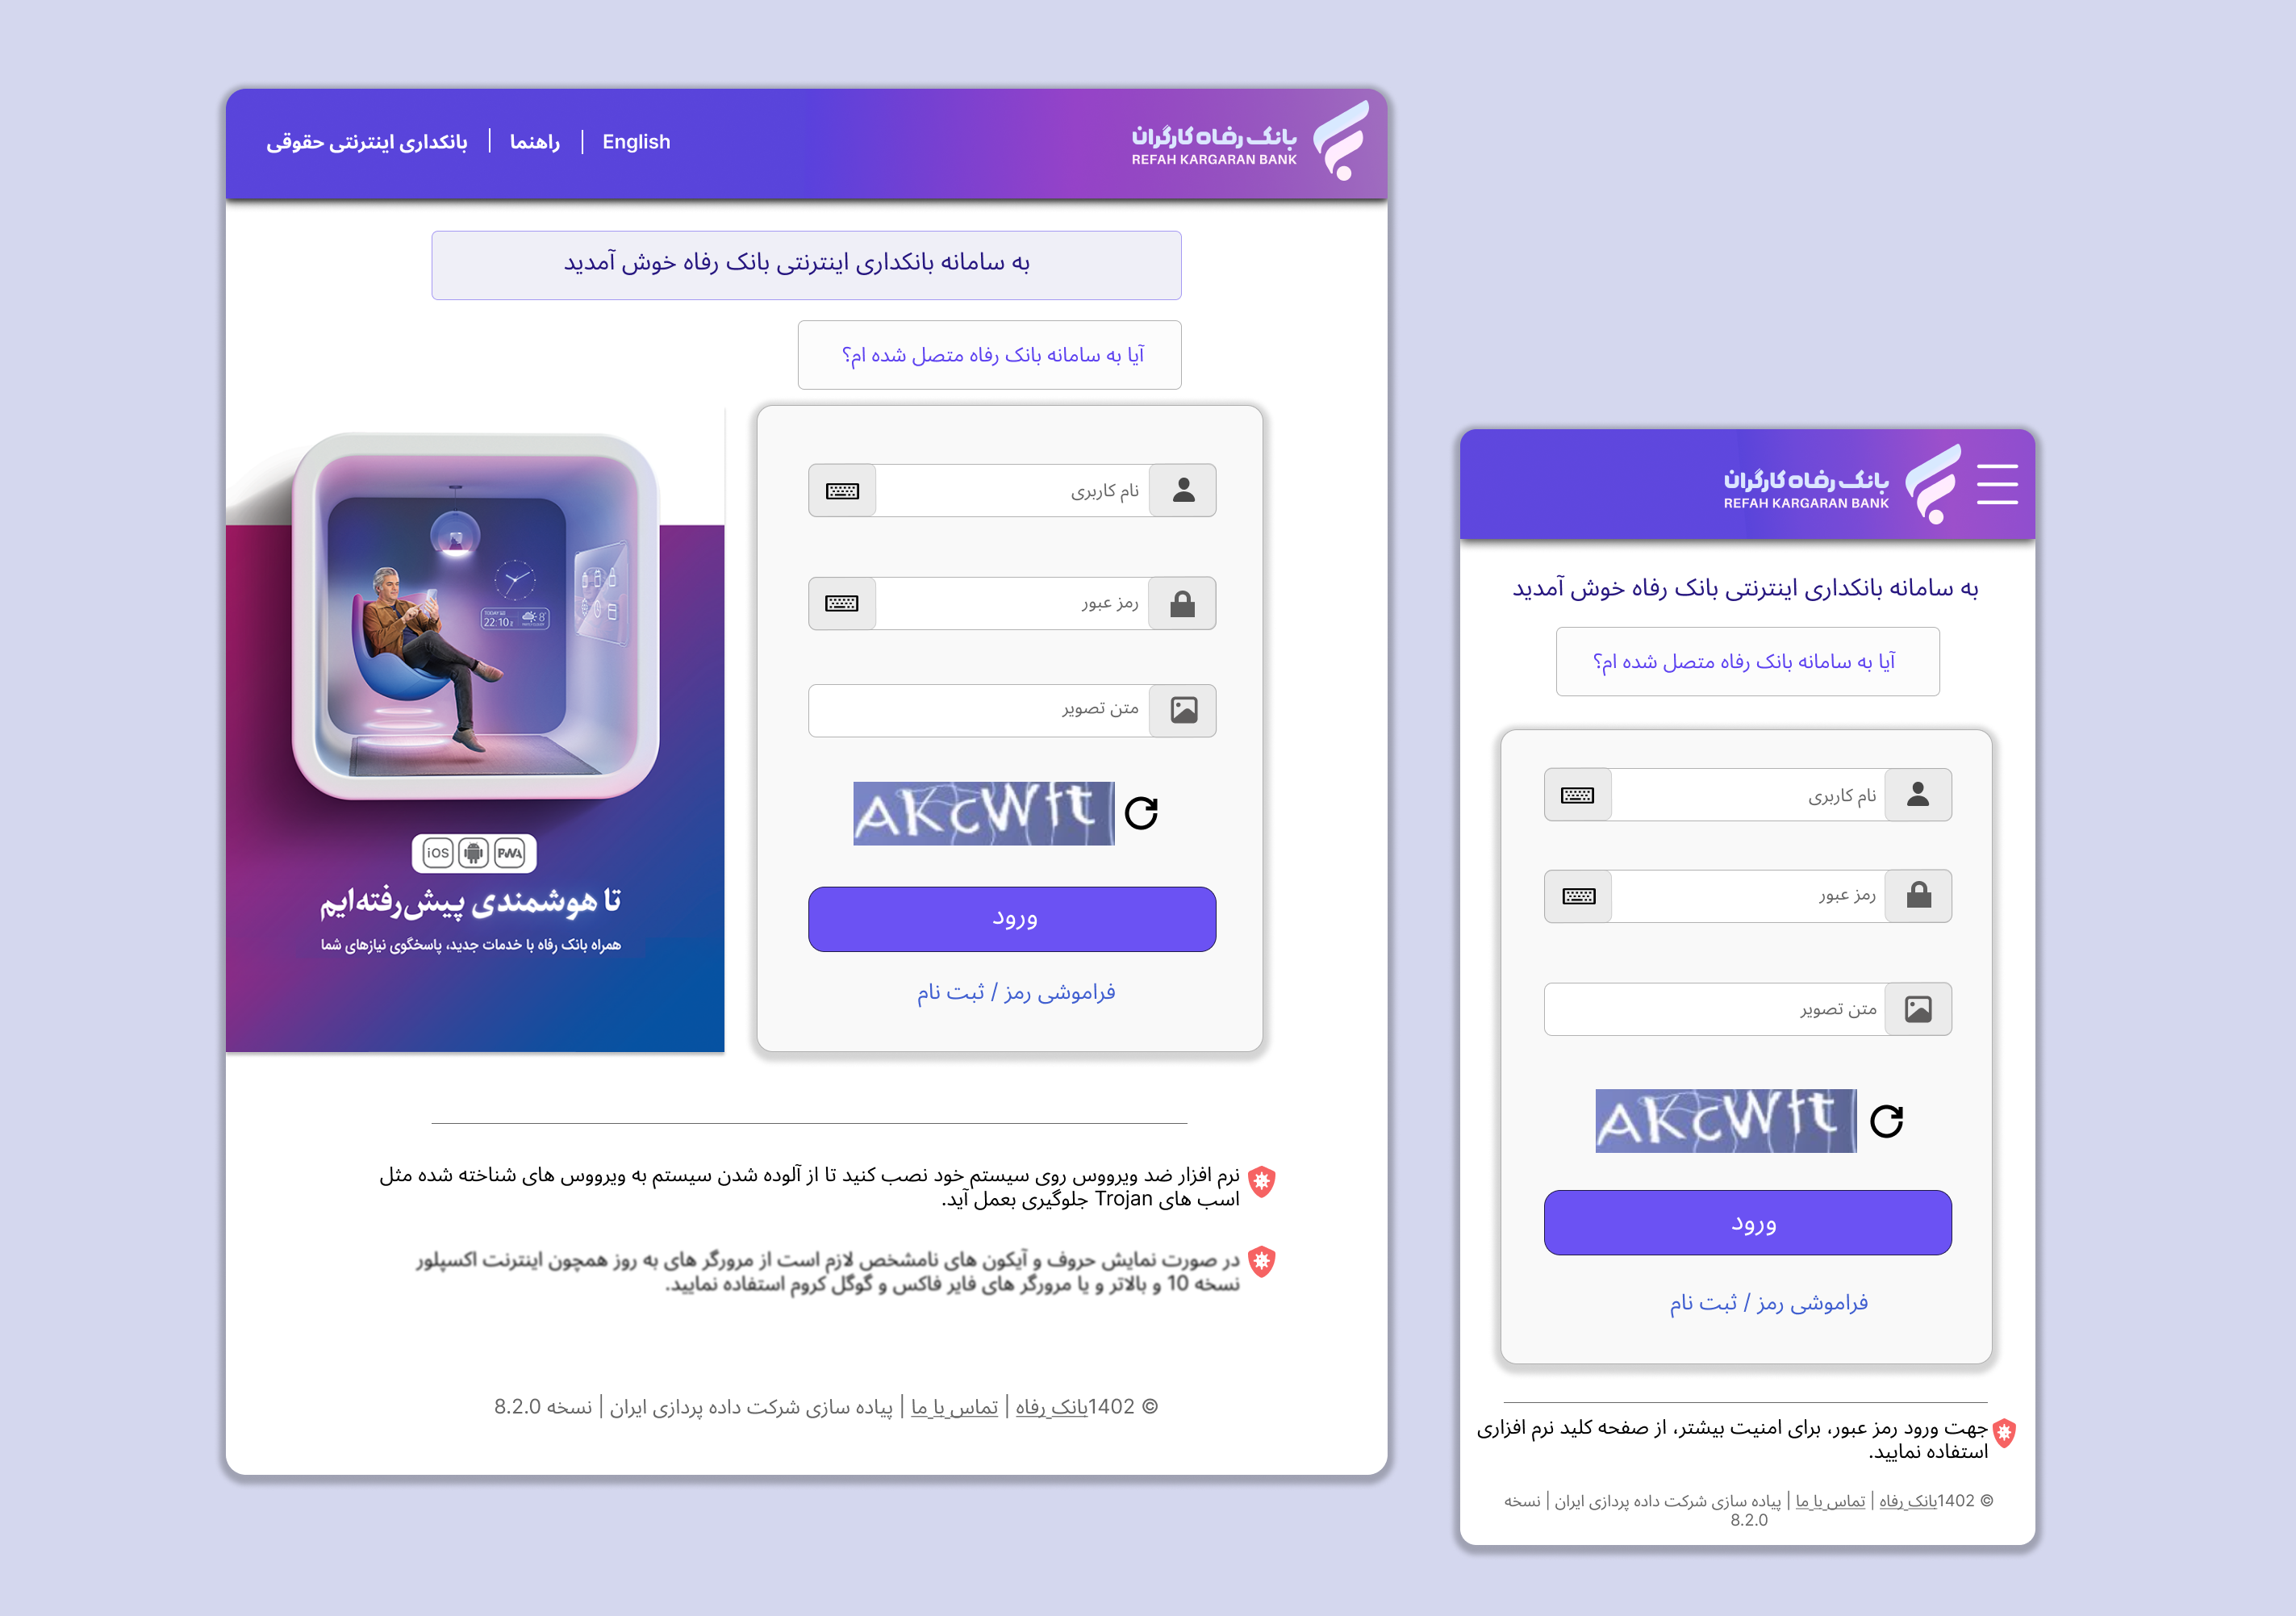 بانک رفاه کارگران
REFAH KARGARAN BANK
English | راهنما | بانکداری اینترنتی حقوقی
به سامانه بانکداری اینترنتی بانک رفاه خوش آمدید
آیا به سامانه بانک رفاه متصل شده ام؟
نام کاربری
رمز عبور
متن تصویر
AKcWft
ورود
فراموشی رمز / ثبت نام
22:10
8°
iOS
PWA
تا هوشمندی پیش‌رفته‌ایم
همراه بانک رفاه با خدمات جدید، پاسخگوی نیازهای شما
نرم افزار ضد ویرووس روی سیستم خود نصب کنید تا از آلوده شدن سیستم به ویرووس های شناخته شده مثل
اسب های Trojan جلوگیری بعمل آید.
در صورت نمایش حروف و آیکون های نامشخص لازم است از مرورگر های به روز همچون اینترنت اکسپلور
نسخه 10 و بالاتر و یا مرورگر های فایر فاکس و گوگل کروم استفاده نمایید.
© 1402بانک رفاه | تماس با ما | پیاده سازی شرکت داده پردازی ایران | نسخه 8.2.0
بانک رفاه کارگران
REFAH KARGARAN BANK
به سامانه بانکداری اینترنتی بانک رفاه خوش آمدید
آیا به سامانه بانک رفاه متصل شده ام؟
نام کاربری
رمز عبور
متن تصویر
AKcWft
ورود
فراموشی رمز / ثبت نام
جهت ورود رمز عبور، برای امنیت بیشتر، از صفحه کلید نرم افزاری
استفاده نمایید.
© 1402بانک رفاه | تماس با ما | پیاده سازی شرکت داده پردازی ایران | نسخه
8.2.0